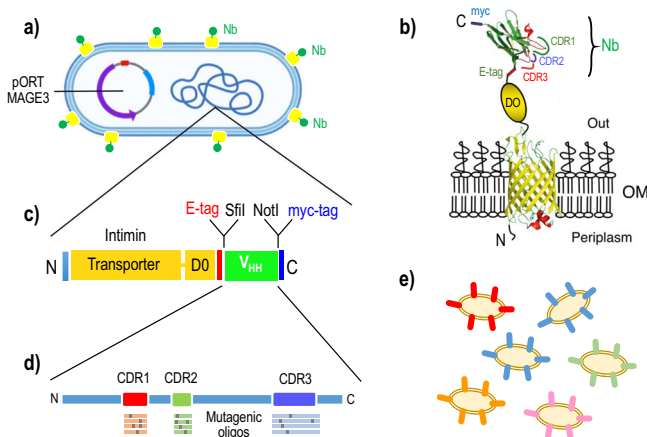 a)
Nb
Nb
Nb
pORT
MAGE3
b)
C
myc
CDR1
CDR2
CDR3
Nb
E-tag
DO
Out
OM
N
Periplasm
c)
E-tag
SfiI
NotI
myc-tag
Intimin
N
Transporter
D0
VHH
C
d)
CDR1
CDR2
CDR3
N
C
Mutagenic
oligos
e)